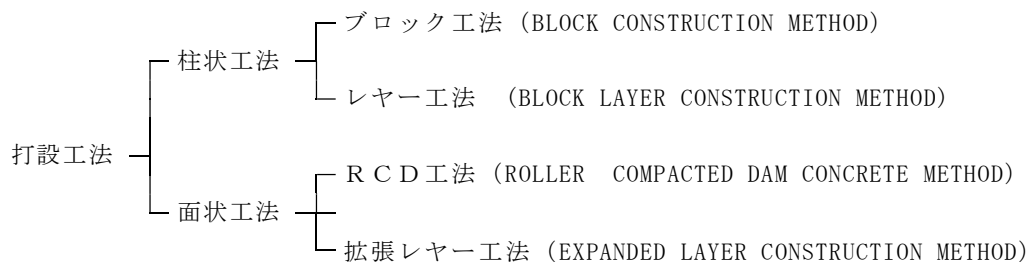 ブロック工法 (BLOCK CONSTRUCTION METHOD)
柱状工法
レヤー工法 (BLOCK LAYER CONSTRUCTION METHOD)
打設工法
ＲＣＤ工法 (ROLLER COMPACTED DAM CONCRETE METHOD)
面状工法
拡張レヤー工法 (EXPANDED LAYER CONSTRUCTION METHOD)